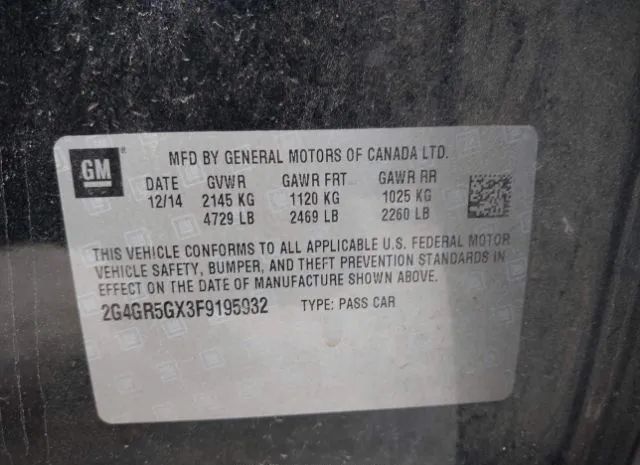 GM
MFD BY GENERAL MOTORS OF CANADA LTD.
DATE GVWR GAWR FRT GAWR RR
12/14 2145 KG 1120 KG 1025 KG
4729 LB 2469 LB 2260 LB
THIS VEHICLE CONFORMS TO ALL APPLICABLE U.S. FEDERAL MOTOR
VEHICLE SAFETY, BUMPER, AND THEFT PREVENTION STANDARDS IN
EFFECT ON THE DATE OF MANUFACTURE SHOWN ABOVE.
2G4GR5GX3F9195932 TYPE: PASS CAR